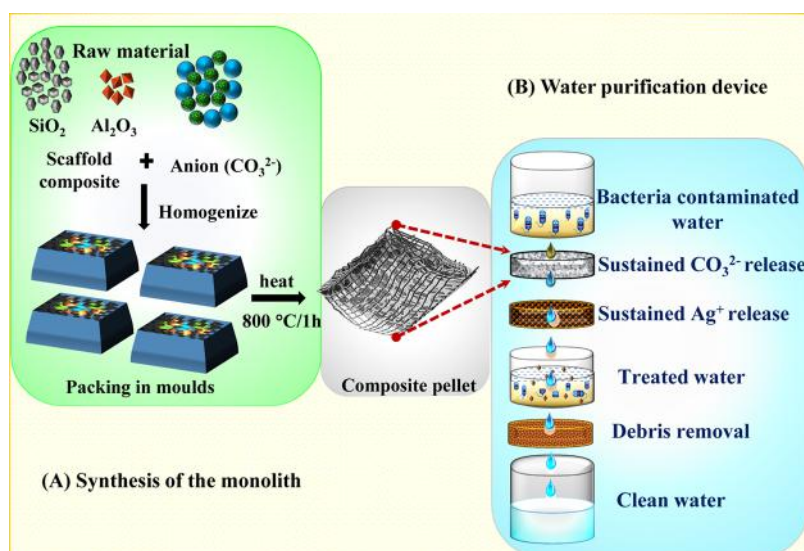 Raw material
SiO₂
Al₂O₃
Scaffold
composite
+
Anion (CO₃²⁻)
Homogenize
heat
800 °C/1h
Packing in moulds
(A) Synthesis of the monolith
Composite pellet
(B) Water purification device
Bacteria contaminated
water
Sustained CO₃²⁻ release
Sustained Ag⁺ release
Treated water
Debris removal
Clean water